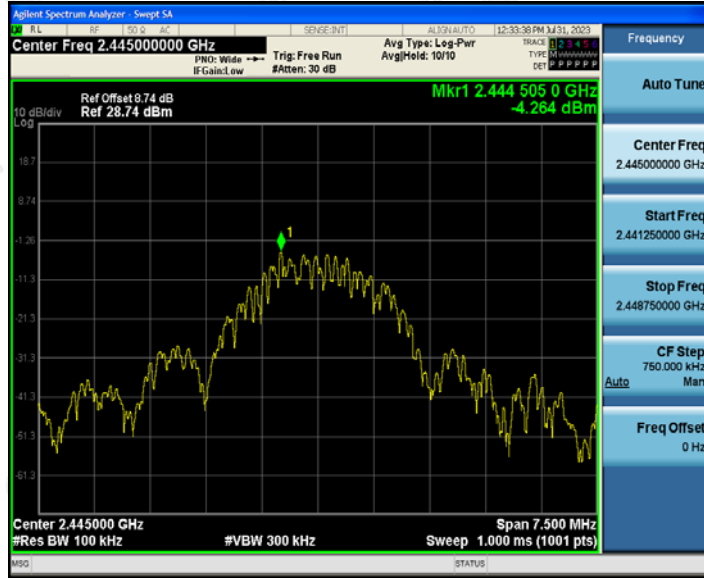 Agilent Spectrum Analyzer - Swept SA
RL RF 50 Ω AC SENSE:INT ALIGN AUTO 12:33:38 PM Jul 31, 2023
Center Freq 2.445000000 GHz
PNO: Wide
IFGain:Low
Trig: Free Run
#Atten: 30 dB
Avg Type: Log-Pwr
Avg|Hold: 10/10
TRACE 1 2 3 4 5 6
TYPE M WWWWW
DET P P P P P P
Ref Offset 8.74 dB
Ref 28.74 dBm
10 dB/div
Log
Mkr1 2.444 505 0 GHz
-4.264 dBm
18.7
8.74
-1.26
-11.3
-21.3
-31.3
-41.3
-51.3
-61.3
1
Center 2.445000 GHz
#Res BW 100 kHz
#VBW 300 kHz
Span 7.500 MHz
Sweep 1.000 ms (1001 pts)
MSG
STATUS
Frequency
Auto Tune
Center Freq
2.445000000 GHz
Start Freq
2.441250000 GHz
Stop Freq
2.448750000 GHz
CF Step
750.000 kHz
Auto Man
Freq Offset
0 Hz